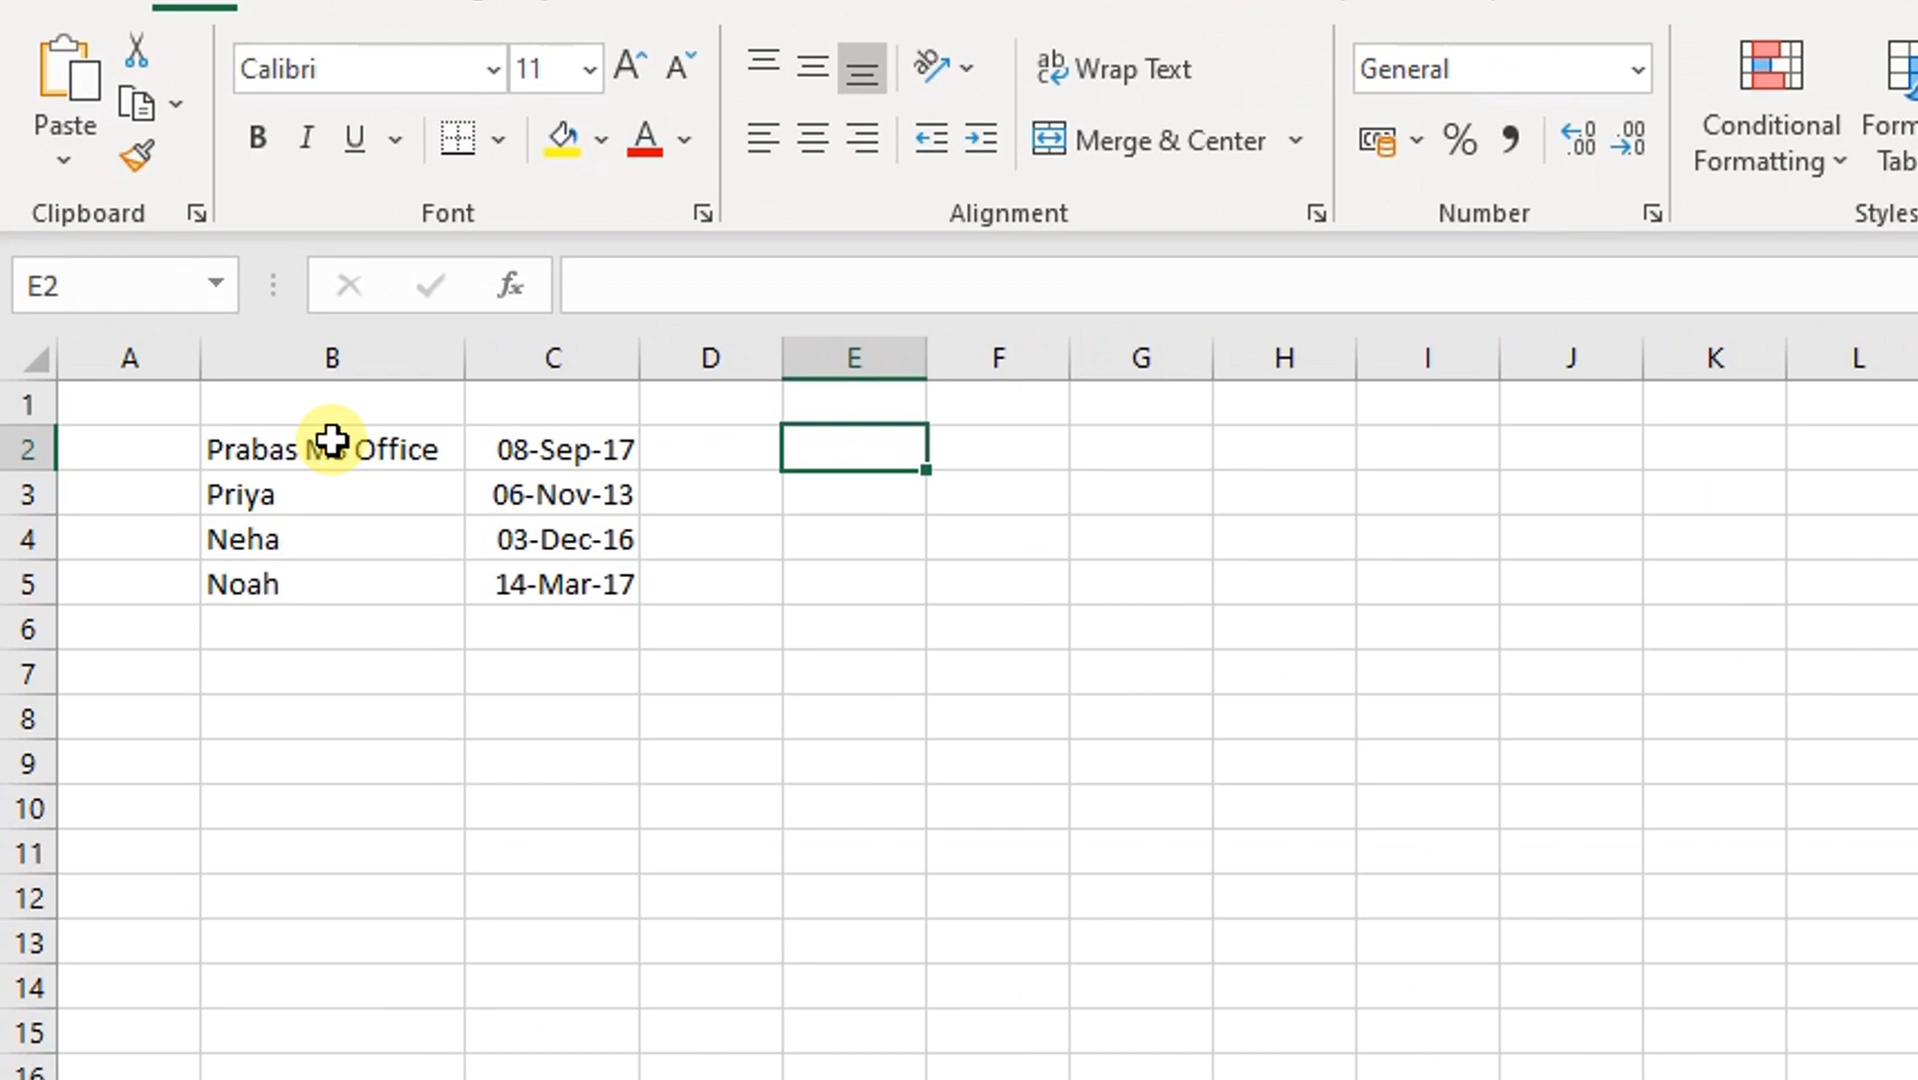 Calibri 11 Wrap Text General
Paste B I U Merge & Center % Conditional
Formatting
Clipboard Font Alignment Number Styles
E2 fx
A B C D E F G H I J K L
1
2 Prabas Office 08-Sep-17
3 Priya 06-Nov-13
4 Neha 03-Dec-16
5 Noah 14-Mar-17
6
7
8
9
10
11
12
13
14
15
16